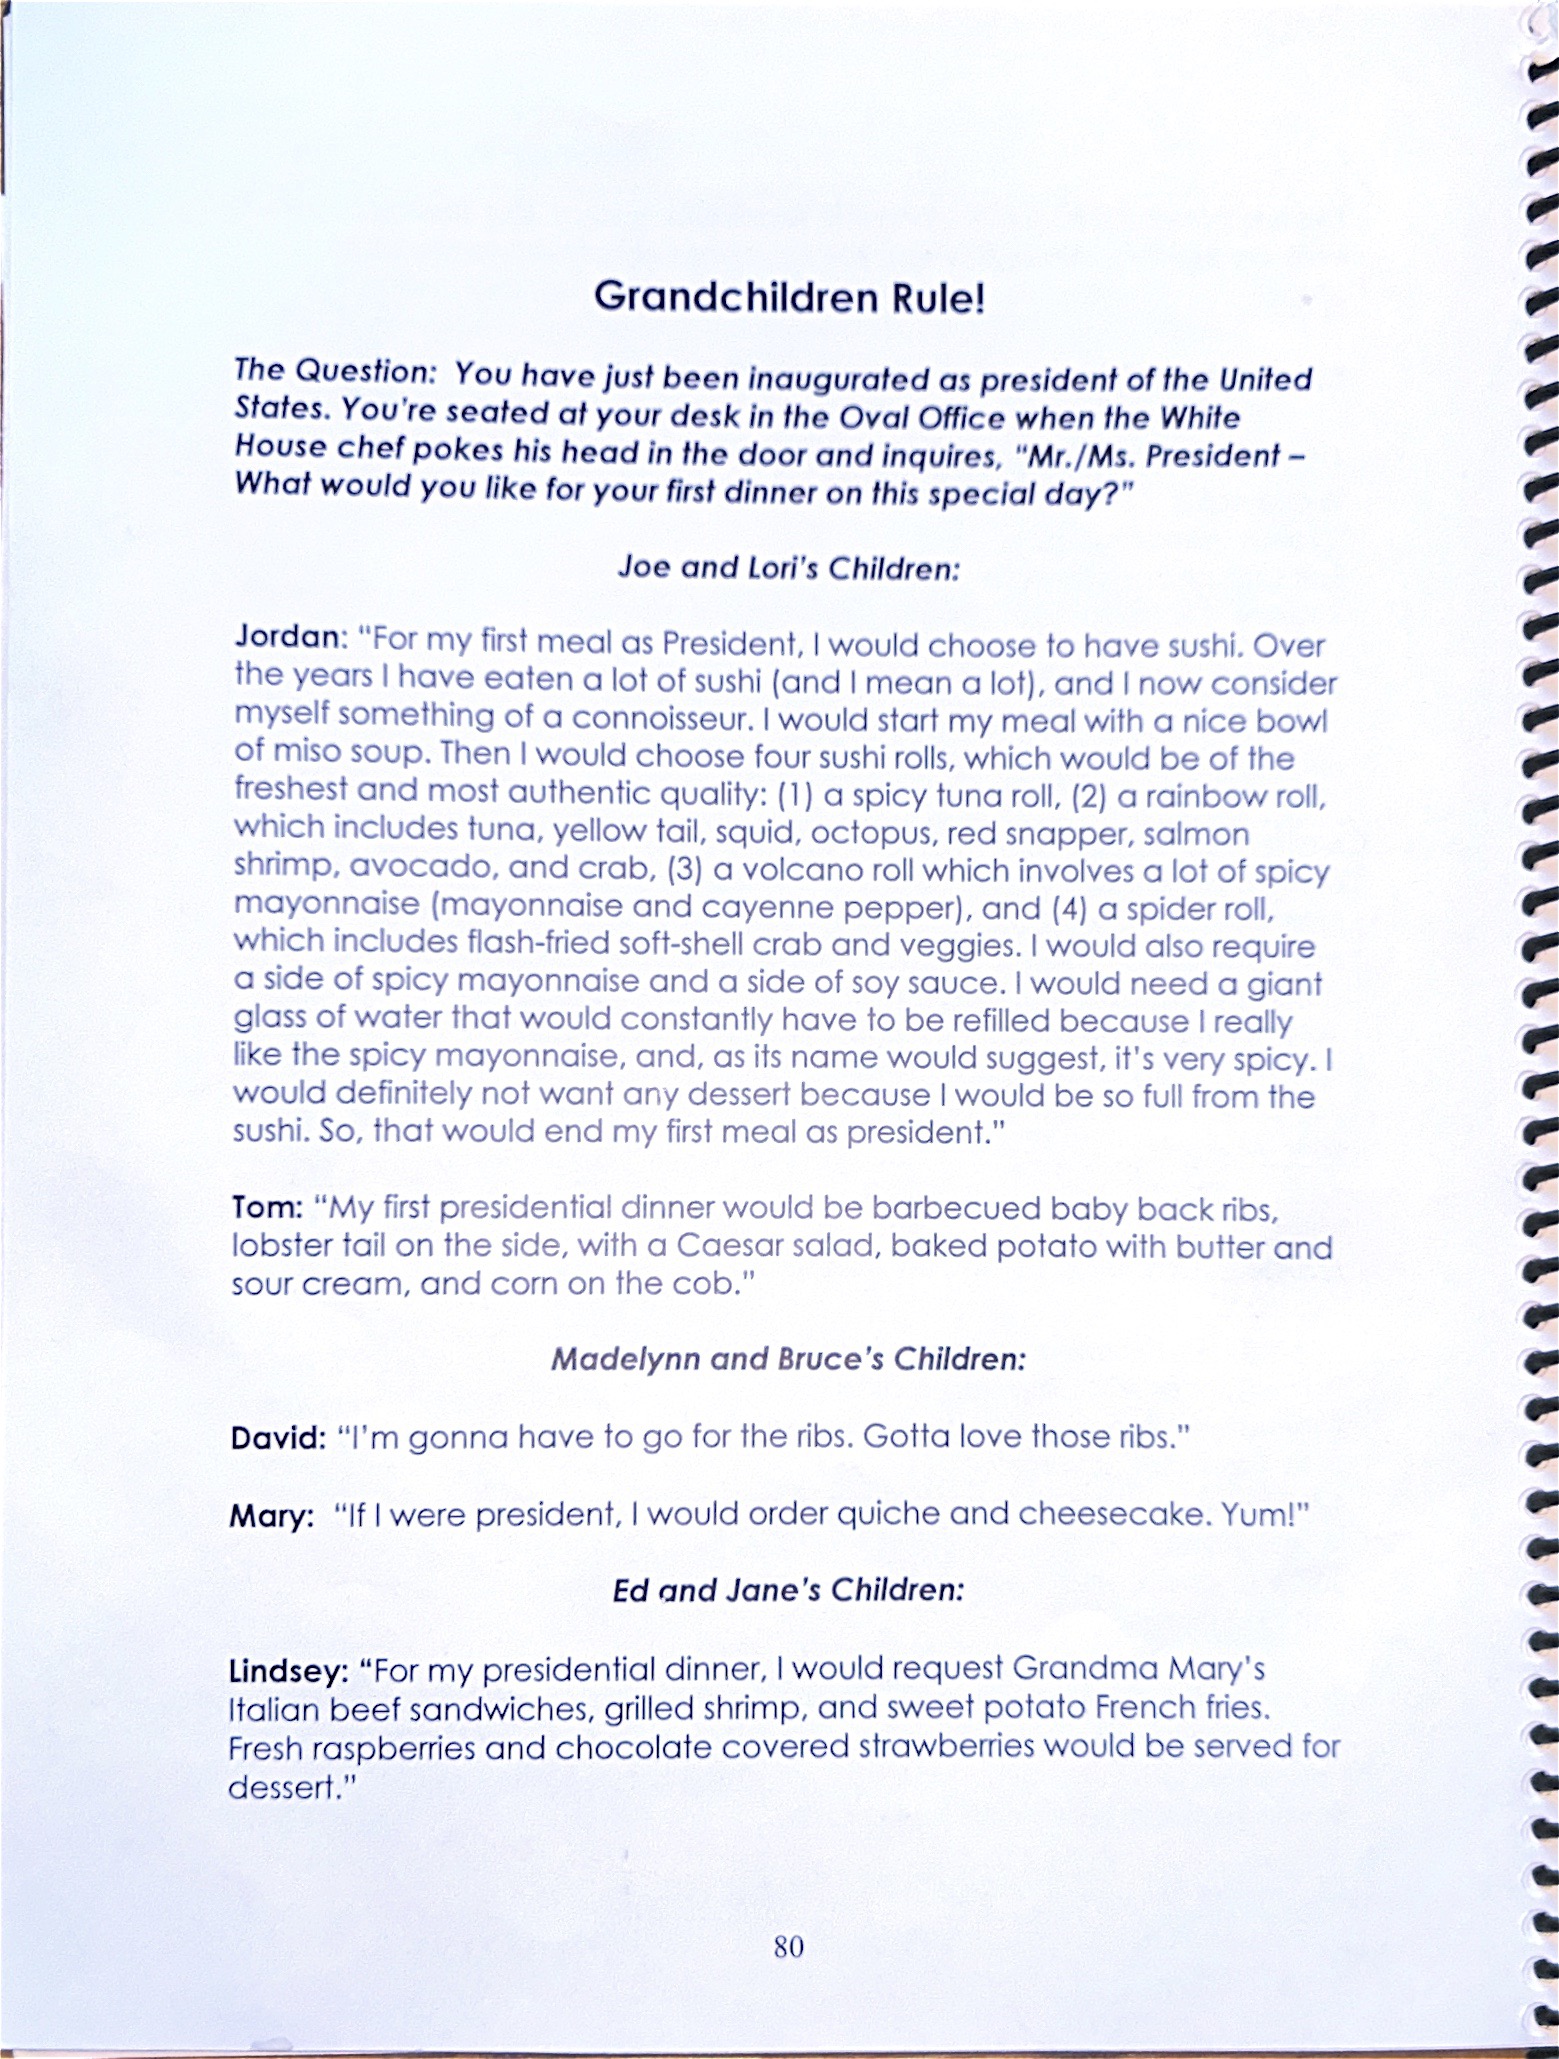 Grandchildren Rule!
The Question:  You have just been inaugurated as president of the United
States. You're seated at your desk in the Oval Office when the White
House chef pokes his head in the door and inquires, "Mr./Ms. President –
What would you like for your first dinner on this special day?"
Joe and Lori's Children:
Jordan: "For my first meal as President, I would choose to have sushi. Over
the years I have eaten a lot of sushi (and I mean a lot), and I now consider
myself something of a connoisseur. I would start my meal with a nice bowl
of miso soup. Then I would choose four sushi rolls, which would be of the
freshest and most authentic quality: (1) a spicy tuna roll, (2) a rainbow roll,
which includes tuna, yellow tail, squid, octopus, red snapper, salmon
shrimp, avocado, and crab, (3) a volcano roll which involves a lot of spicy
mayonnaise (mayonnaise and cayenne pepper), and (4) a spider roll,
which includes flash-fried soft-shell crab and veggies. I would also require
a side of spicy mayonnaise and a side of soy sauce. I would need a giant
glass of water that would constantly have to be refilled because I really
like the spicy mayonnaise, and, as its name would suggest, it's very spicy. I
would definitely not want any dessert because I would be so full from the
sushi. So, that would end my first meal as president."
Tom: "My first presidential dinner would be barbecued baby back ribs,
lobster tail on the side, with a Caesar salad, baked potato with butter and
sour cream, and corn on the cob."
Madelynn and Bruce's Children:
David: "I'm gonna have to go for the ribs. Gotta love those ribs."
Mary:  "If I were president, I would order quiche and cheesecake. Yum!"
Ed and Jane's Children:
Lindsey: "For my presidential dinner, I would request Grandma Mary's
Italian beef sandwiches, grilled shrimp, and sweet potato French fries.
Fresh raspberries and chocolate covered strawberries would be served for
dessert."
80